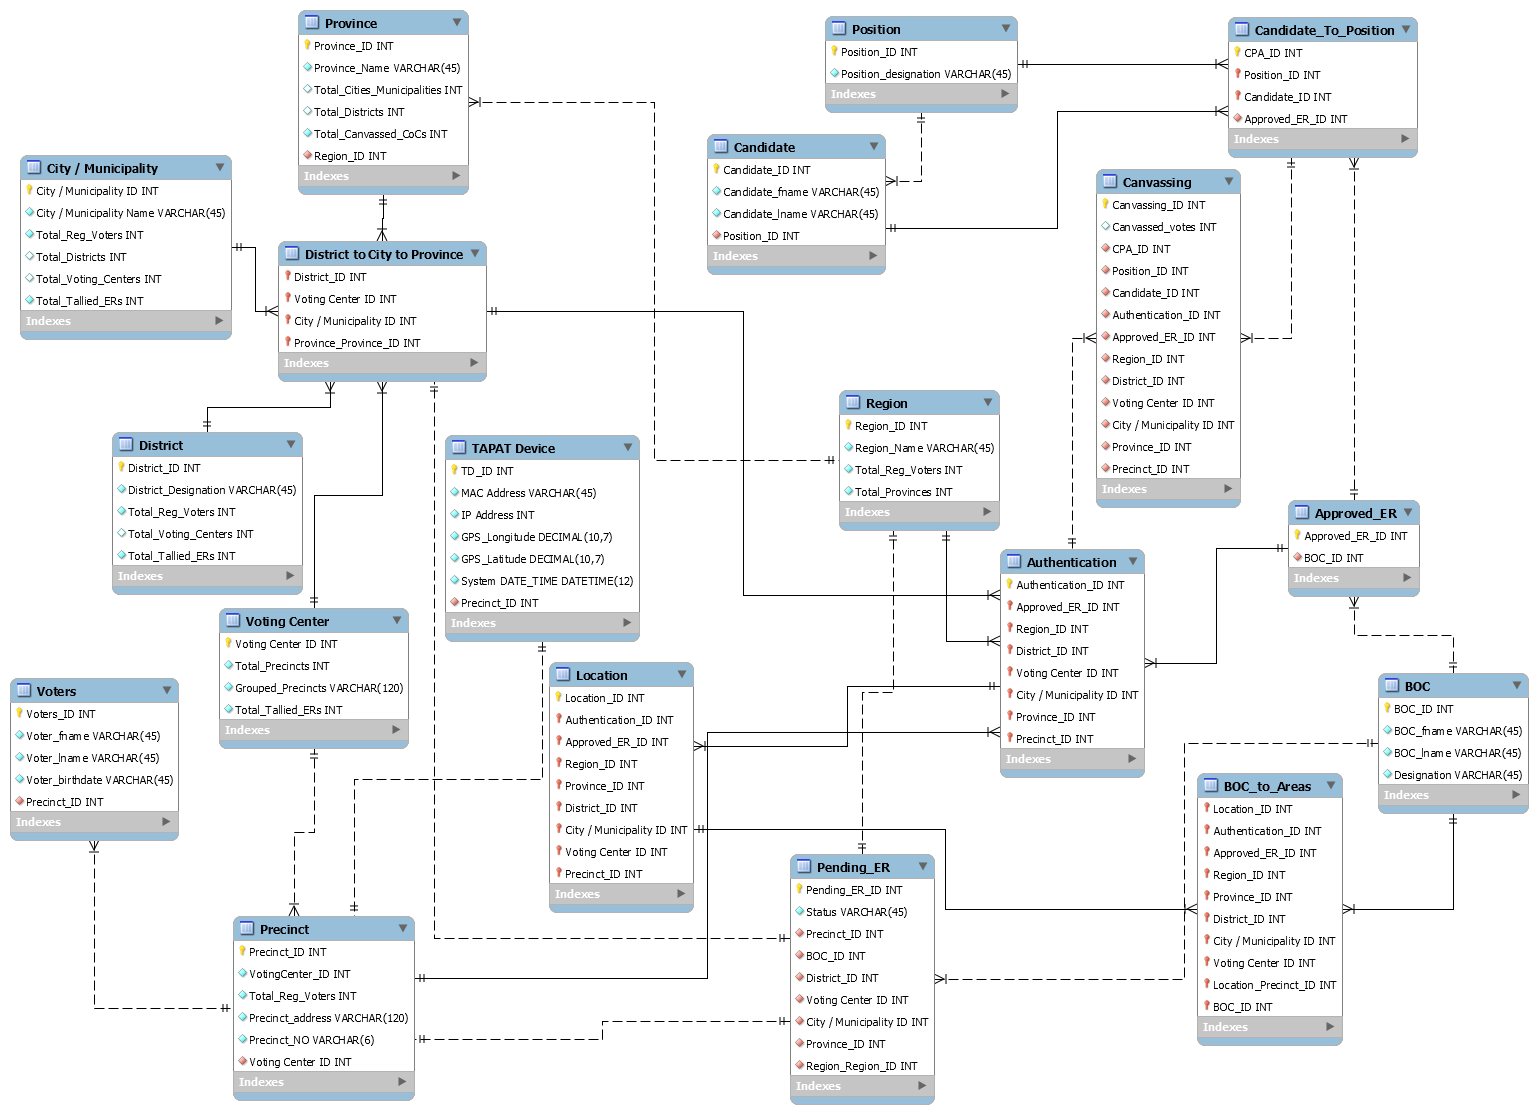 Province
Province_ID INT
Province_Name VARCHAR(45)
Total_Cities_Municipalities INT
Total_Districts INT
Total_Canvassed_CoCs INT
Region_ID INT
Indexes
Position
Position_ID INT
Position_designation VARCHAR(45)
Indexes
Candidate_To_Position
CPA_ID INT
Position_ID INT
Candidate_ID INT
Approved_ER_ID INT
Indexes
City / Municipality
City / Municipality ID INT
City / Municipality Name VARCHAR(45)
Total_Reg_Voters INT
Total_Districts INT
Total_Voting_Centers INT
Total_Tallied_ERs INT
Indexes
Candidate
Candidate_ID INT
Candidate_fname VARCHAR(45)
Candidate_lname VARCHAR(45)
Position_ID INT
Indexes
Canvassing
Canvassing_ID INT
Canvassed_votes INT
CPA_ID INT
Position_ID INT
Candidate_ID INT
Authentication_ID INT
Approved_ER_ID INT
Region_ID INT
District_ID INT
Voting Center ID INT
City / Municipality ID INT
Province_ID INT
Precinct_ID INT
Indexes
District to City to Province
District_ID INT
Voting Center ID INT
City / Municipality ID INT
Province_Province_ID INT
Indexes
District
District_ID INT
District_Designation VARCHAR(45)
Total_Reg_Voters INT
Total_Voting_Centers INT
Total_Tallied_ERs INT
Indexes
TAPAT Device
TD_ID INT
MAC Address VARCHAR(45)
IP Address INT
GPS_Longitude DECIMAL(10,7)
GPS_Latitude DECIMAL(10,7)
System DATE_TIME DATETIME(12)
Precinct_ID INT
Indexes
Region
Region_ID INT
Region_Name VARCHAR(45)
Total_Reg_Voters INT
Total_Provinces INT
Indexes
Approved_ER
Approved_ER_ID INT
BOC_ID INT
Indexes
Authentication
Authentication_ID INT
Approved_ER_ID INT
Region_ID INT
District_ID INT
Voting Center ID INT
City / Municipality ID INT
Province_ID INT
Precinct_ID INT
Indexes
Voting Center
Voting Center ID INT
Total_Precincts INT
Grouped_Precincts VARCHAR(120)
Total_Tallied_ERs INT
Indexes
Voters
Voters_ID INT
Voter_fname VARCHAR(45)
Voter_lname VARCHAR(45)
Voter_birthdate VARCHAR(45)
Precinct_ID INT
Indexes
Location
Location_ID INT
Authentication_ID INT
Approved_ER_ID INT
Region_ID INT
Province_ID INT
District_ID INT
City / Municipality ID INT
Voting Center ID INT
Precinct_ID INT
Indexes
BOC
BOC_ID INT
BOC_fname VARCHAR(45)
BOC_lname VARCHAR(45)
Designation VARCHAR(45)
Indexes
BOC_to_Areas
Location_ID INT
Authentication_ID INT
Approved_ER_ID INT
Region_ID INT
Province_ID INT
District_ID INT
City / Municipality ID INT
Voting Center ID INT
Location_Precinct_ID INT
BOC_ID INT
Indexes
Pending_ER
Pending_ER_ID INT
Status VARCHAR(45)
Precinct_ID INT
BOC_ID INT
District_ID INT
Voting Center ID INT
City / Municipality ID INT
Province_ID INT
Region_Region_ID INT
Indexes
Precinct
Precinct_ID INT
VotingCenter_ID INT
Total_Reg_Voters INT
Precinct_address VARCHAR(120)
Precinct_NO VARCHAR(6)
Voting Center ID INT
Indexes